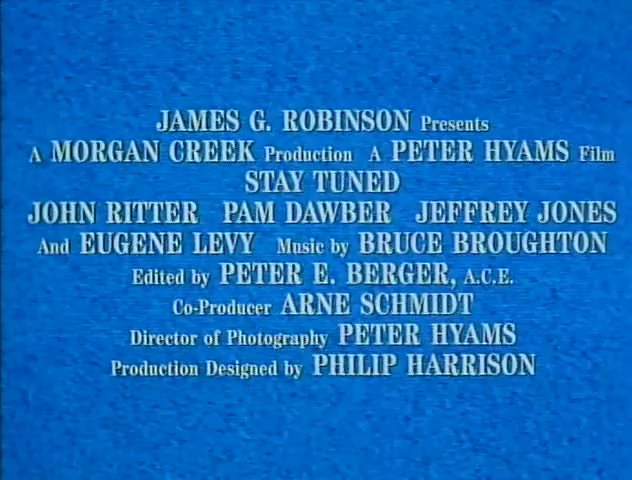 JAMES G. ROBINSON Presents
A MORGAN CREEK Production A PETER HYAMS Film
STAY TUNED
JOHN RITTER PAM DAWBER JEFFREY JONES
And EUGENE LEVY Music by BRUCE BROUGHTON
Edited by PETER E. BERGER, A.C.E.
Co-Producer ARNE SCHMIDT
Director of Photography PETER HYAMS
Production Designed by PHILIP HARRISON